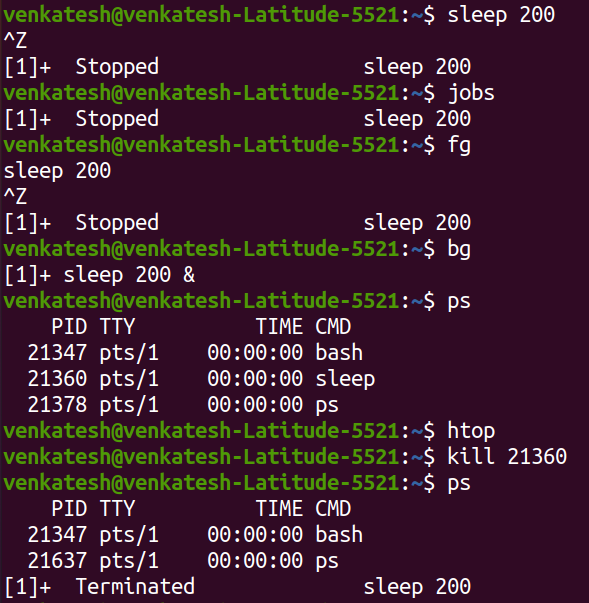 venkatesh@venkatesh-Latitude-5521:~$ sleep 200
^Z
[1]+  Stopped                 sleep 200
venkatesh@venkatesh-Latitude-5521:~$ jobs
[1]+  Stopped                 sleep 200
venkatesh@venkatesh-Latitude-5521:~$ fg
sleep 200
^Z
[1]+  Stopped                 sleep 200
venkatesh@venkatesh-Latitude-5521:~$ bg
[1]+ sleep 200 &
venkatesh@venkatesh-Latitude-5521:~$ ps
    PID TTY          TIME CMD
  21347 pts/1    00:00:00 bash
  21360 pts/1    00:00:00 sleep
  21378 pts/1    00:00:00 ps
venkatesh@venkatesh-Latitude-5521:~$ htop
venkatesh@venkatesh-Latitude-5521:~$ kill 21360
venkatesh@venkatesh-Latitude-5521:~$ ps
    PID TTY          TIME CMD
  21347 pts/1    00:00:00 bash
  21637 pts/1    00:00:00 ps
[1]+  Terminated              sleep 200